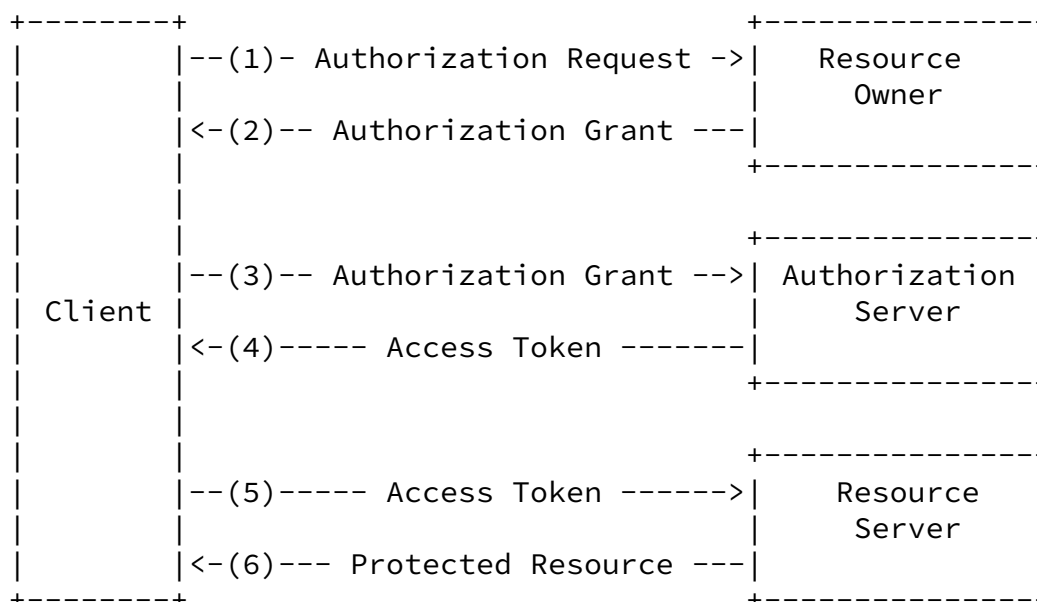 +--------+                               +---------------
|        |--(1)- Authorization Request ->|   Resource
|        |                               |     Owner
|        |<-(2)-- Authorization Grant ---|
|        |                               +---------------
|        |
|        |                               +---------------
|        |--(3)-- Authorization Grant -->| Authorization
| Client |                               |     Server
|        |<-(4)----- Access Token -------|
|        |                               +---------------
|        |
|        |                               +---------------
|        |--(5)----- Access Token ------>|    Resource
|        |                               |     Server
|        |<-(6)--- Protected Resource ---|
+--------+                               +---------------